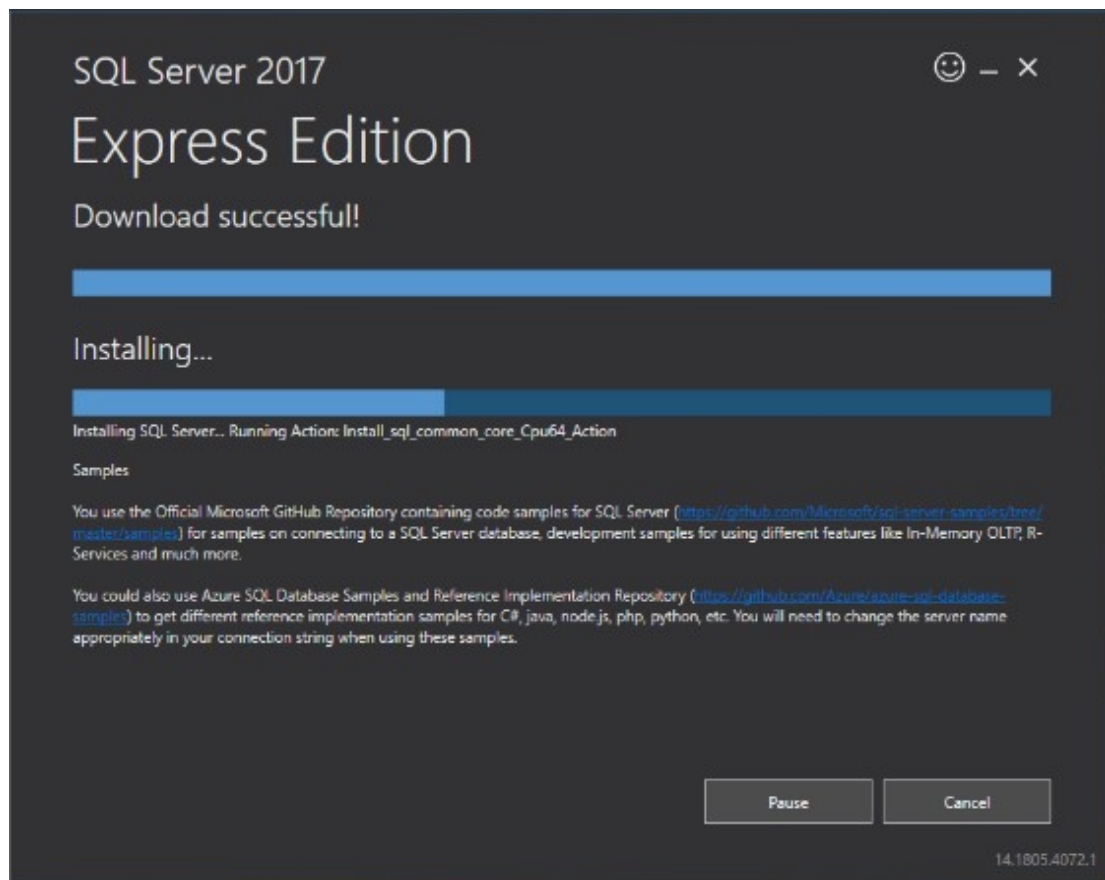 SQL Server 2017
Express Edition
Download successful!
Installing...
Installing SQL Server... Running Action: Install_sql_common_core_Cpu64_Action
Samples
You use the Official Microsoft GitHub Repository containing code samples for SQL Server (https://github.com/Microsoft/sql-server-samples/tree/
master/samples) for samples on connecting to a SQL Server database, development samples for using different features like In-Memory OLTP, R-
Services and much more.
You could also use Azure SQL Database Samples and Reference Implementation Repository (https://github.com/Azure/azure-sql-database-
samples) to get different reference implementation samples for C#, java, node.js, php, python, etc. You will need to change the server name
appropriately in your connection string when using these samples.
Pause
Cancel
14.1805.4072.1